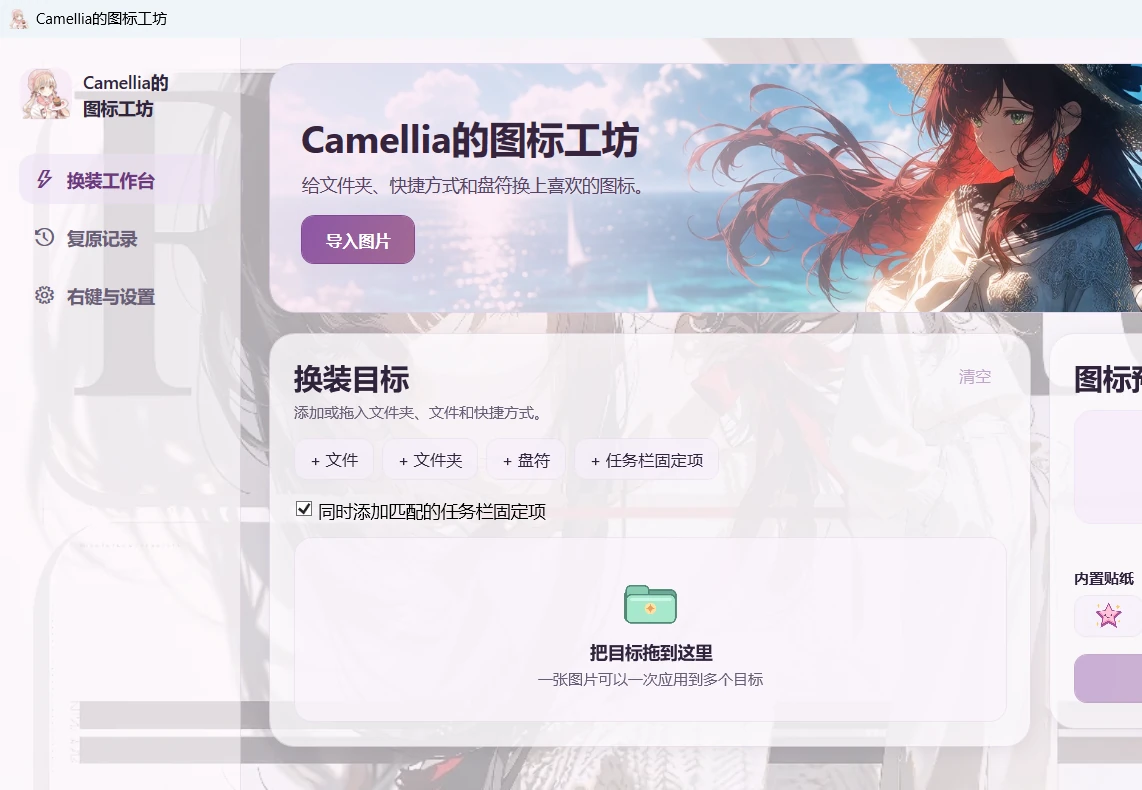 Camellia的图标工坊
Camellia的
图标工坊
换装工作台
复原记录
右键与设置
Camellia的图标工坊
给文件夹、快捷方式和盘符换上喜欢的图标。
导入图片
换装目标
清空
添加或拖入文件夹、文件和快捷方式。
+ 文件
+ 文件夹
+ 盘符
+ 任务栏固定项
同时添加匹配的任务栏固定项
把目标拖到这里
一张图片可以一次应用到多个目标
图标预
内置贴纸